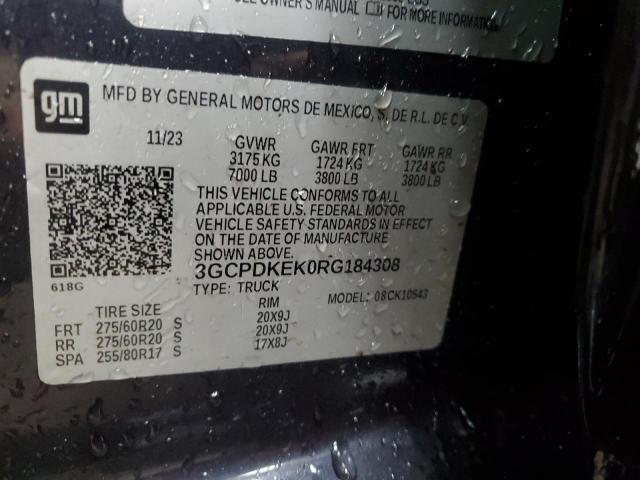 OWNER'S MANUAL FOR MORE INFORMATION
gm
MFD BY GENERAL MOTORS DE MEXICO, S. DE R.L. DE C.V.
11/23 GVWR GAWR FRT GAWR RR
3175 KG 1724 KG 1724 KG
7000 LB 3800 LB 3800 LB
THIS VEHICLE CONFORMS TO ALL
APPLICABLE U.S. FEDERAL MOTOR
VEHICLE SAFETY STANDARDS IN EFFECT
ON THE DATE OF MANUFACTURE
SHOWN ABOVE.
3GCPDKEK0RG184308
618G
TYPE: TRUCK MODEL: 08CK10543
TIRE SIZE RIM
FRT 275/60R20 S 20X9J
RR 275/60R20 S 20X9J
SPA 255/80R17 S 17X8J